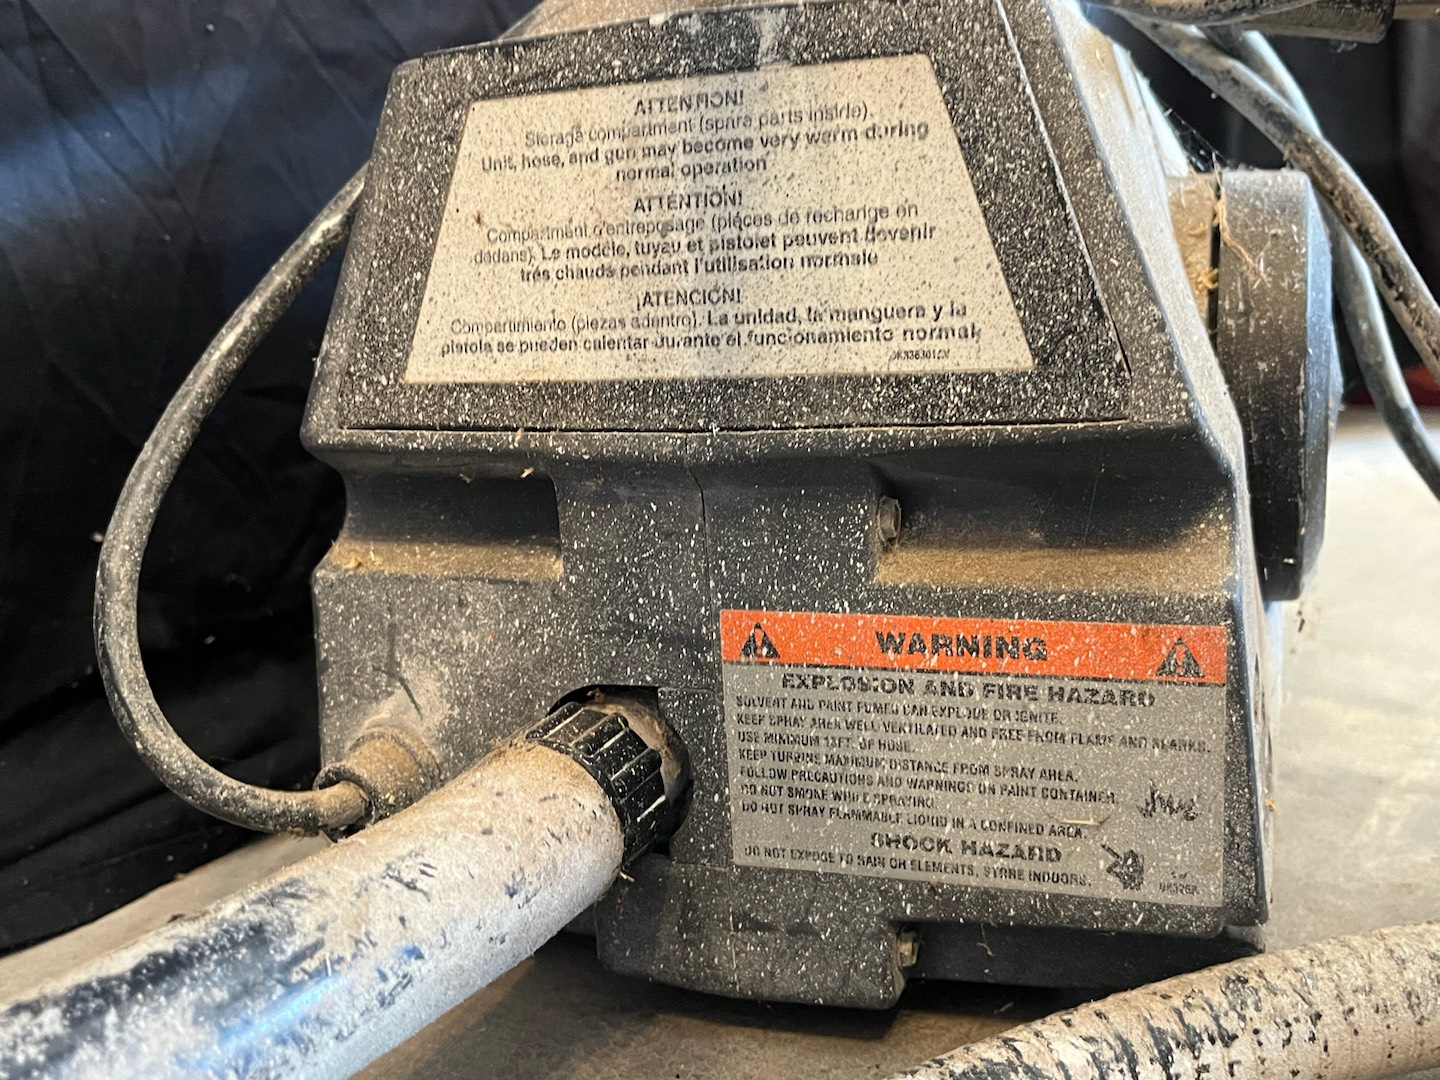 ATTENTION!
Storage compartment (spare parts inside).
Unit, hose, and gun may become very warm during
normal operation
ATTENTION!
Compartiment d'entreposage (pièces de rechange en
dedans). Le modèle, tuyau et pistolet peuvent devenir
très chauds pendant l'utilisation normale
¡ATENCIÓN!
Compartimiento (piezas adentro). La unidad, la manguera y la
pistola se pueden calentar durante el funcionamiento normal.
WARNING
EXPLOSION AND FIRE HAZARD
SOLVENT AND PAINT FUMES CAN EXPLODE OR IGNITE.
KEEP SPRAY AREA WELL VENTILATED AND FREE FROM FLAME AND SPARKS.
USE MINIMUM FT. OF HOSE.
KEEP TURBINE MAXIMUM DISTANCE FROM SPRAY AREA.
FOLLOW PRECAUTIONS AND WARNINGS ON PAINT CONTAINER.
DO NOT SMOKE WHILE SPRAYING.
DO NOT SPRAY FLAMMABLE LIQUID IN A CONFINED AREA.
SHOCK HAZARD
DO NOT EXPOSE TO RAIN OR ELEMENTS, STORE INDOORS.